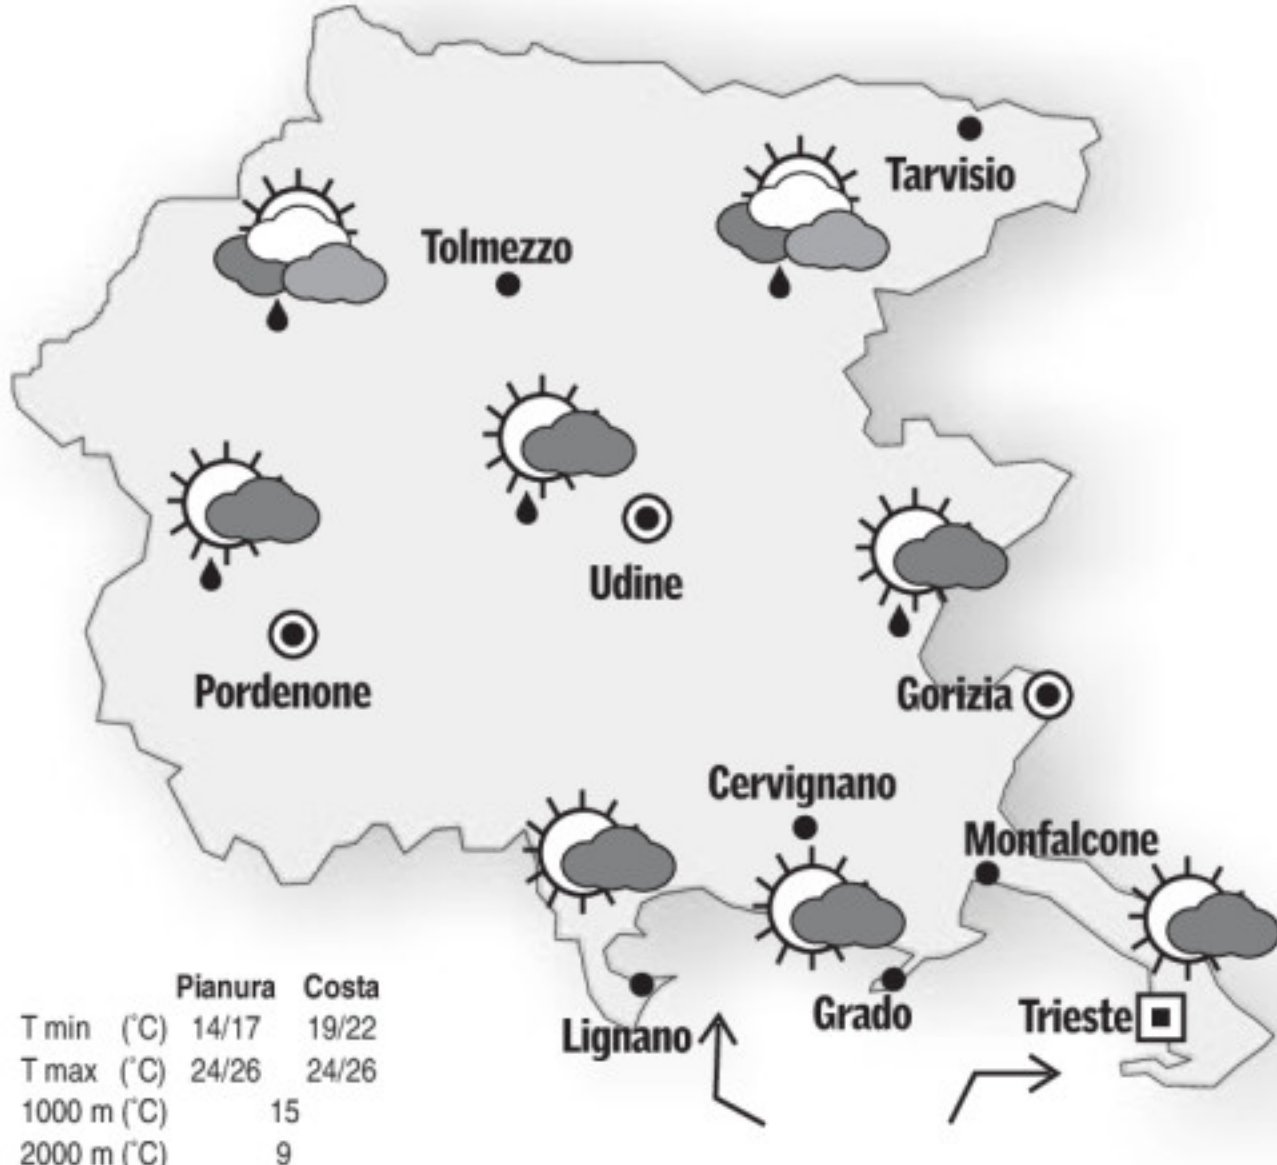 Tarvisio
Tolmezzo
Udine
Pordenone
Gorizia
Cervignano
Monfalcone
Lignano
Grado
Trieste
Pianura Costa
T min (°C) 14/17 19/22
T max (°C) 24/26 24/26
1000 m (°C) 15
2000 m (°C) 9